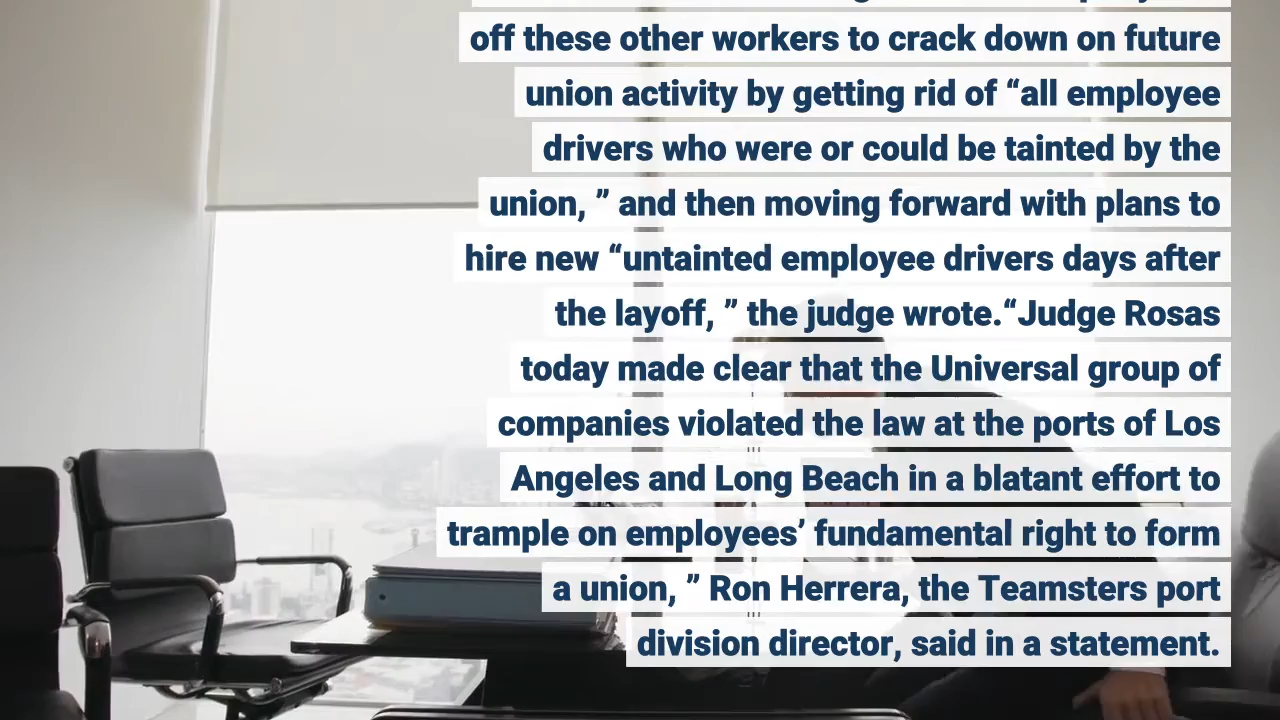 off these other workers to crack down on future
union activity by getting rid of “all employee
drivers who were or could be tainted by the
union, ” and then moving forward with plans to
hire new “untainted employee drivers days after
the layoff, ” the judge wrote.“Judge Rosas
today made clear that the Universal group of
companies violated the law at the ports of Los
Angeles and Long Beach in a blatant effort to
trample on employees’ fundamental right to form
a union, ” Ron Herrera, the Teamsters port
division director, said in a statement.